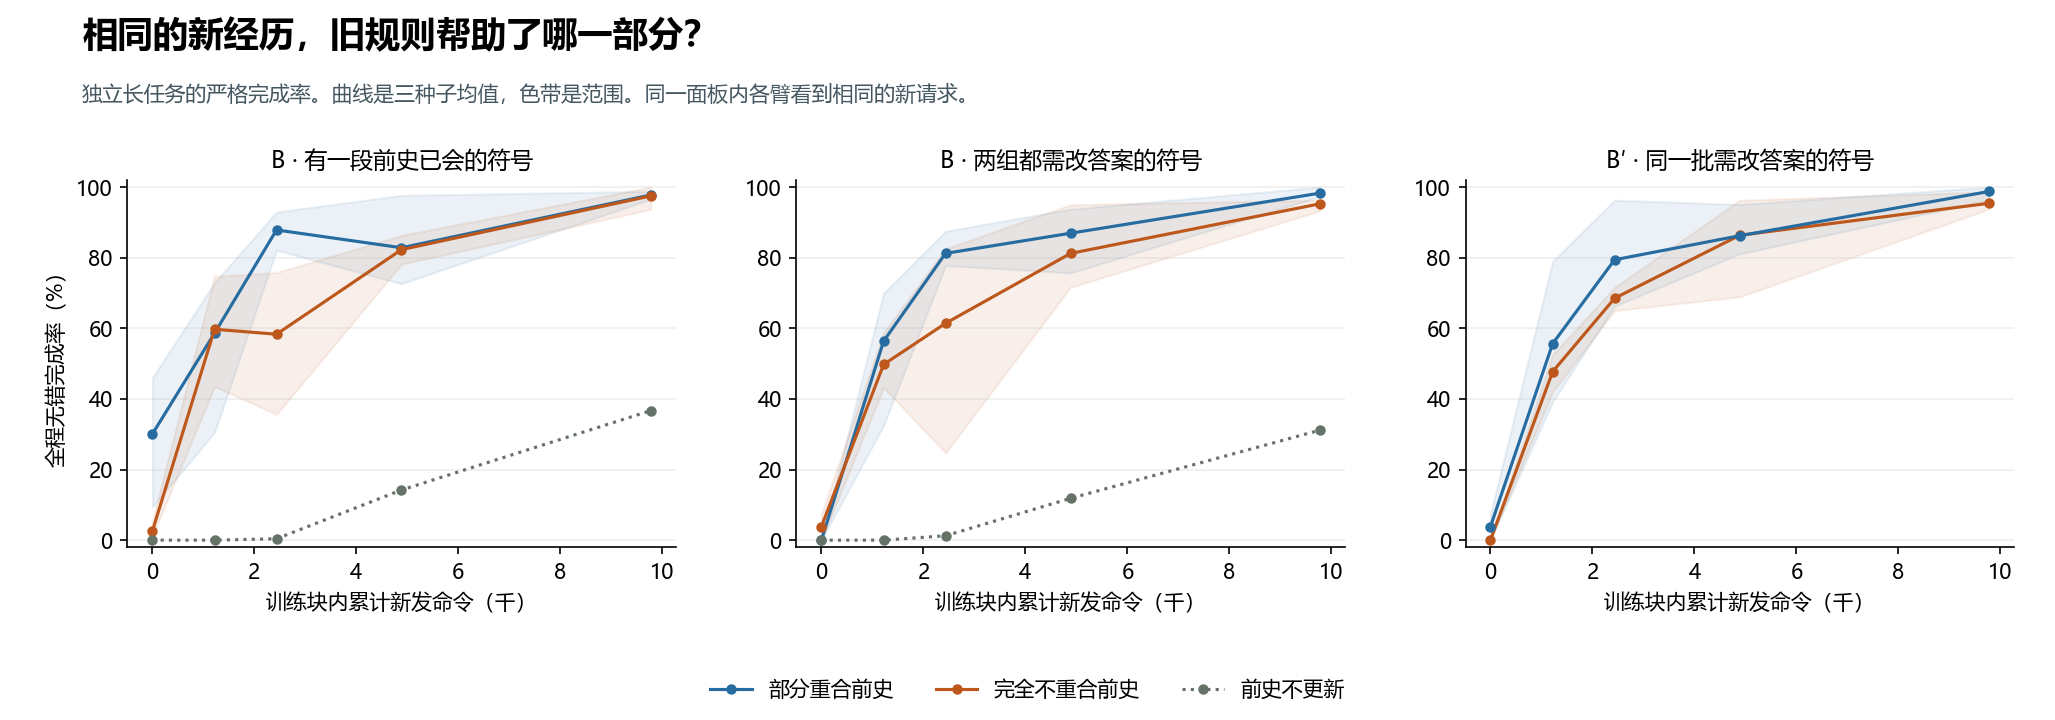 相同的新经历，旧规则帮助了哪一部分？
独立长任务的严格完成率。曲线是三种子均值，色带是范围。同一面板内各臂看到相同的新请求。
B · 有一段前史已会的符号
全程无错完成率（%）
100
80
60
40
20
0
0 2 4 6 8 10
训练块内累计新发命令（千）
B · 两组都需改答案的符号
100
80
60
40
20
0
0 2 4 6 8 10
训练块内累计新发命令（千）
B′ · 同一批需改答案的符号
100
80
60
40
20
0
0 2 4 6 8 10
训练块内累计新发命令（千）
部分重合前史 完全不重合前史 前史不更新